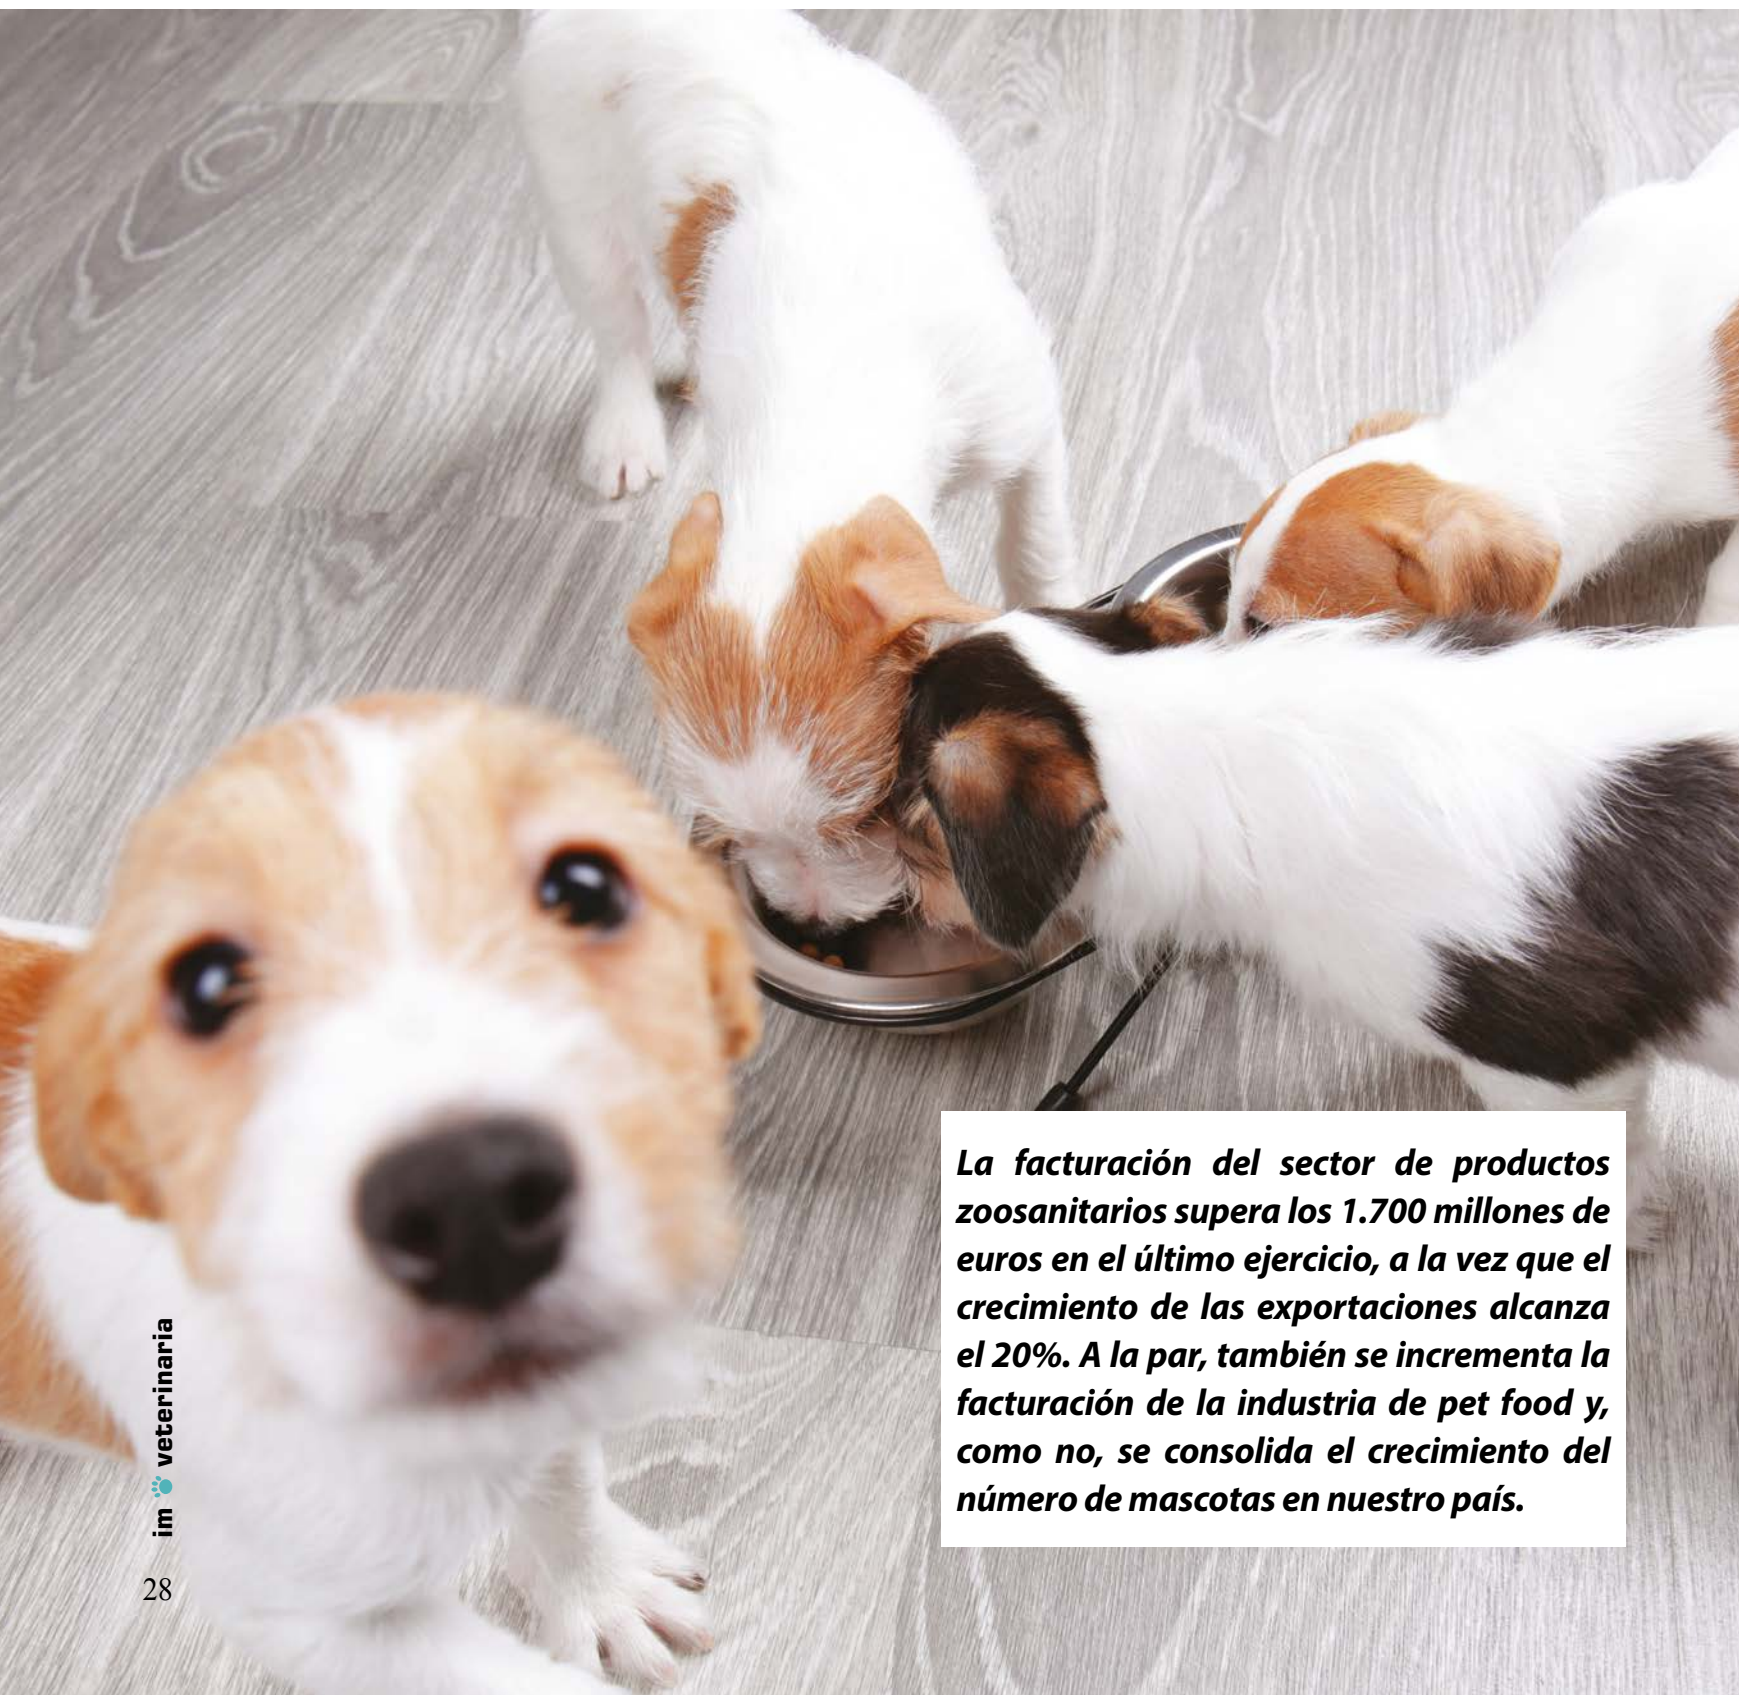 La facturación del sector de productos
zoosanitarios supera los 1.700 millones de
euros en el último ejercicio, a la vez que el
crecimiento de las exportaciones alcanza
el 20%. A la par, también se incrementa la
facturación de la industria de pet food y,
como no, se consolida el crecimiento del
número de mascotas en nuestro país.
im veterinaria
28